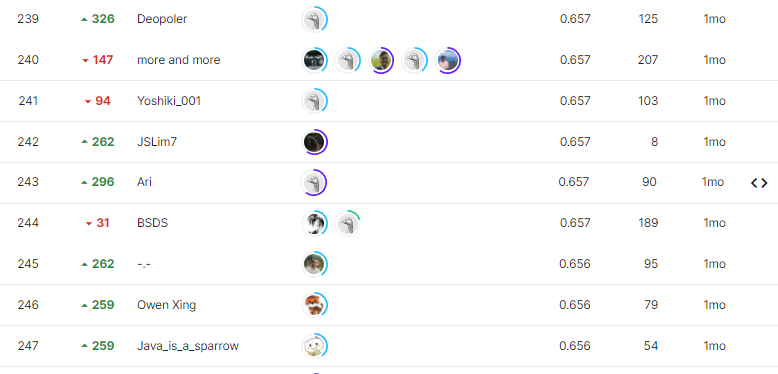 239 326 Deopoler 0.657 125 1mo
240 147 more and more 0.657 207 1mo
241 94 Yoshiki_001 0.657 103 1mo
242 262 JSLim7 0.657 8 1mo
243 296 Ari 0.657 90 1mo <>
244 31 BSDS 0.657 189 1mo
245 262 -.- 0.656 95 1mo
246 259 Owen Xing 0.656 79 1mo
247 259 Java_is_a_sparrow 0.656 54 1mo